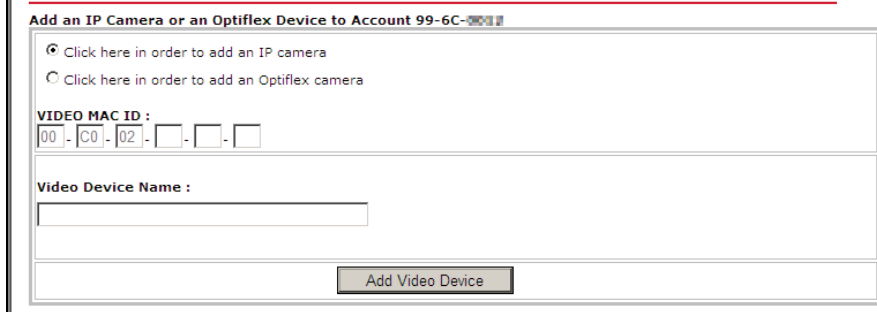 Add an IP Camera or an Optiflex Device to Account 99-6C-
Click here in order to add an IP camera
Click here in order to add an Optiflex camera
VIDEO MAC ID :
00 - C0 - 02 - - -
Video Device Name :
Add Video Device